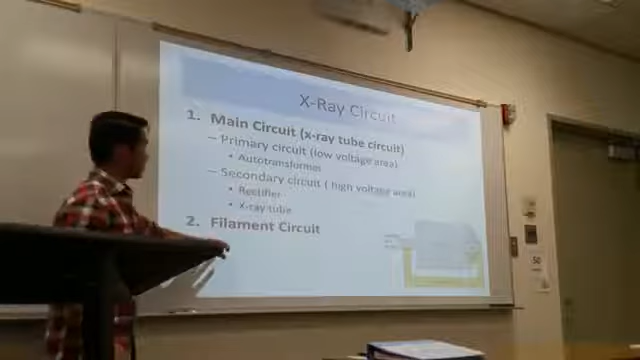 X-Ray Circuit
1. Main Circuit (x-ray tube circuit)
– Primary circuit (low voltage area)
• Autotransformer
– Secondary circuit ( high voltage area)
• Rectifier
• X-ray tube
2. Filament Circuit
50